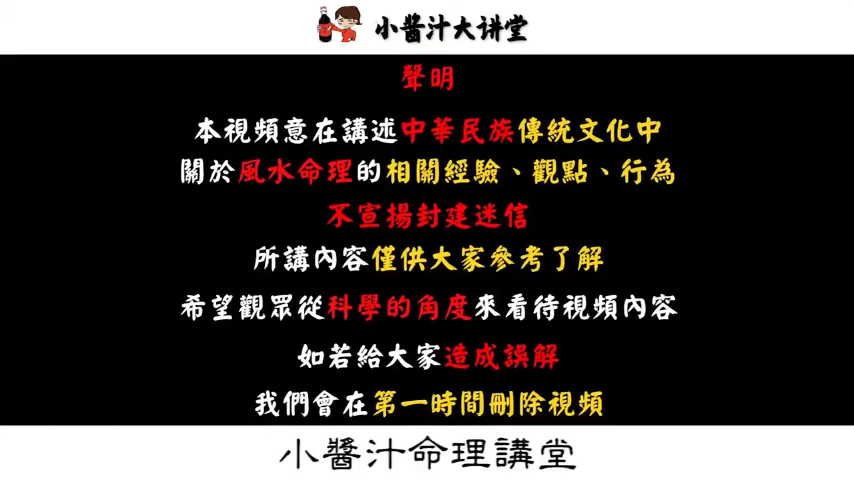 小醬汁大讲堂
聲明
本視頻意在講述中華民族傳統文化中
關於風水命理的相關經驗、觀點、行為
不宣揚封建迷信
所講內容僅供大家參考了解
希望觀眾從科學的角度來看待視頻內容
如若給大家造成誤解
我們會在第一時間刪除視頻
小醬汁命理講堂